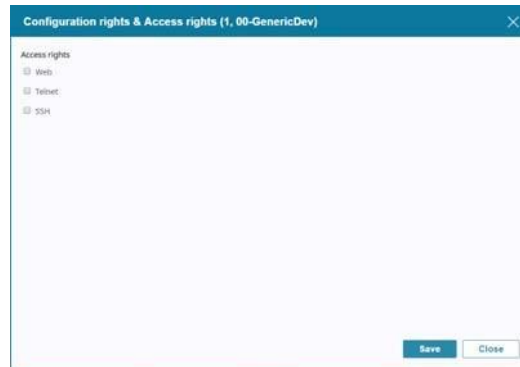 Configuration rights & Access rights (1, 00-GenericDev)
Access rights
Web
Telnet
SSH
Save Close